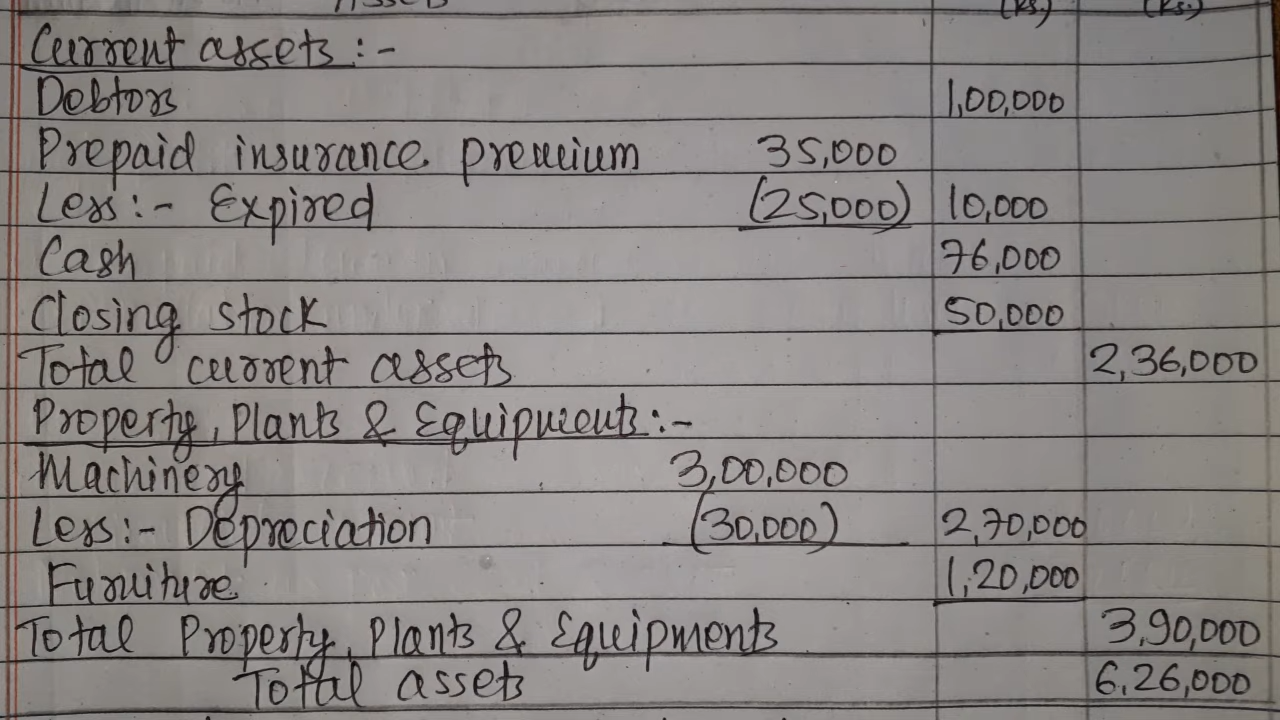 Assets (Rs.) (Rs.)
Current assets :-
Debtors 1,00,000
Prepaid insurance premium 35,000
Less :- Expired (25,000) 10,000
Cash 76,000
Closing stock 50,000
Total current assets 2,36,000
Property, Plants & Equipments :-
Machinery 3,00,000
Less :- Depreciation (30,000) 2,70,000
Furniture 1,20,000
Total Property, Plants & Equipments 3,90,000
Total assets 6,26,000